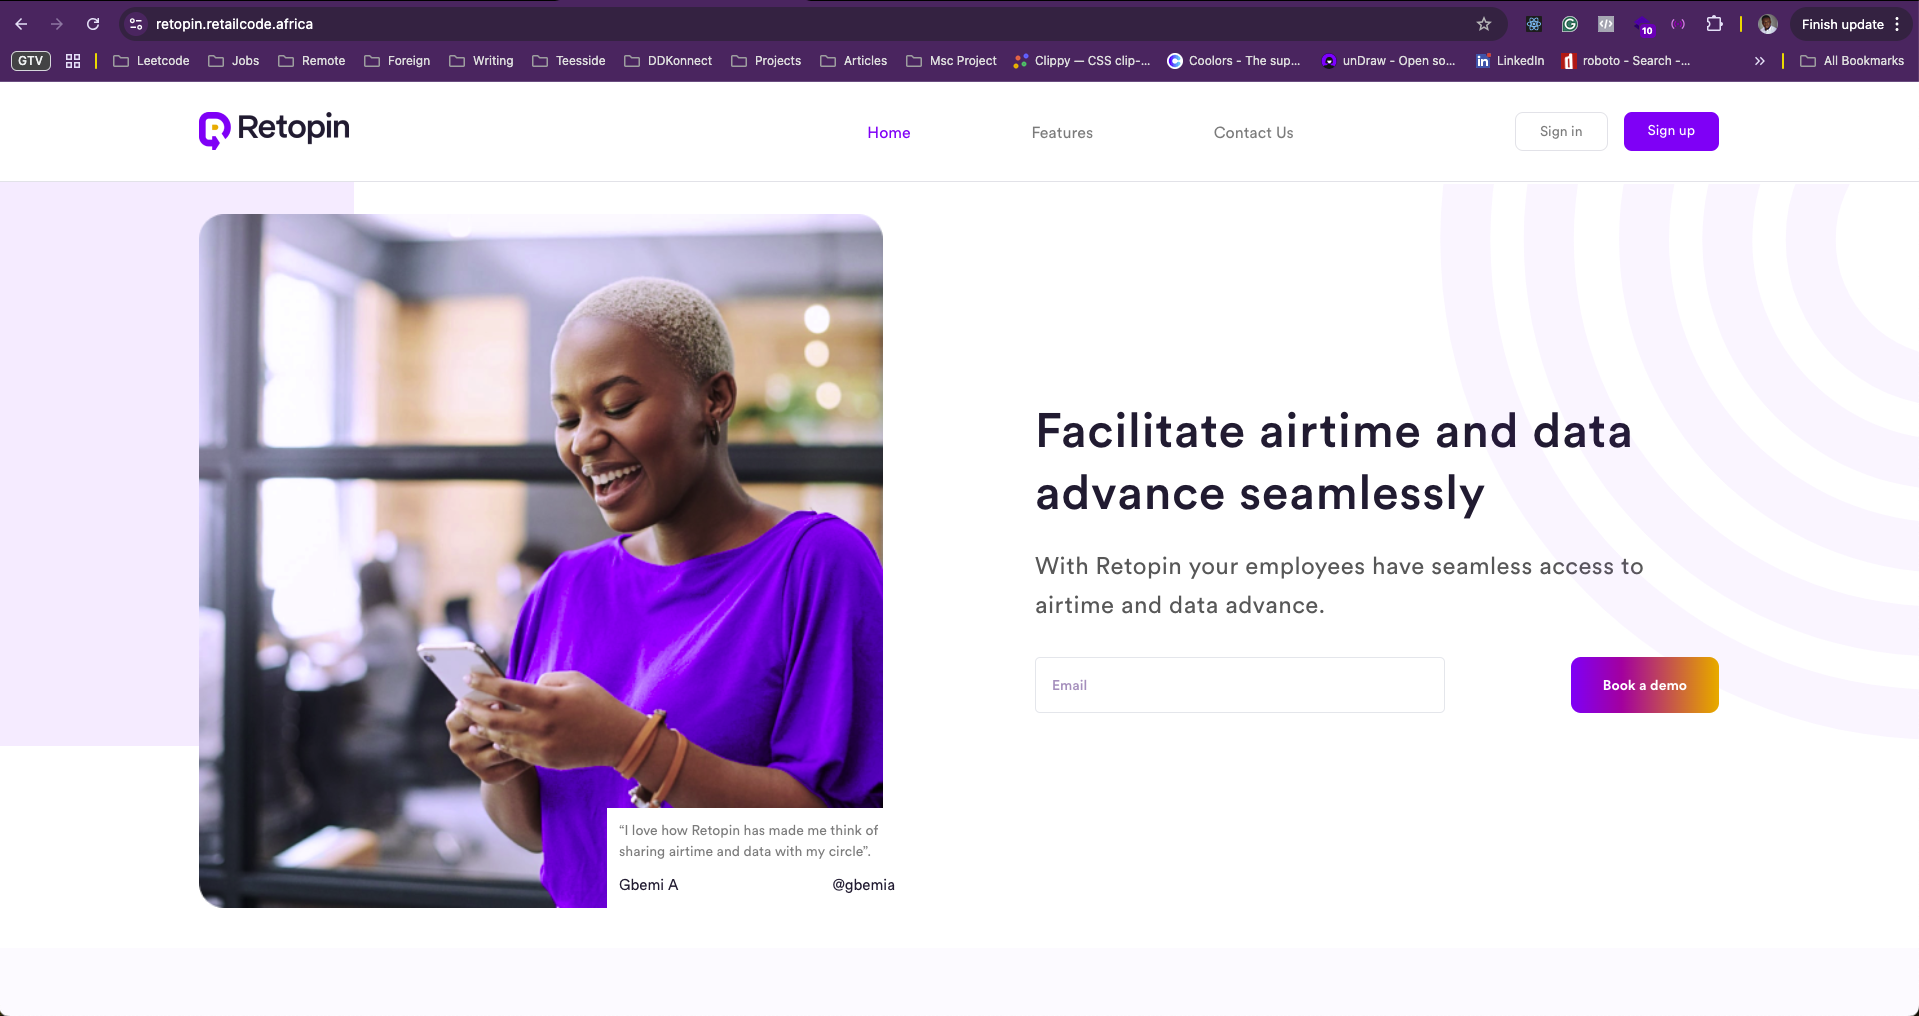 retopin.retailcode.africa
10
Finish update
GTV
Leetcode
Jobs
Remote
Foreign
Writing
Teesside
DDKonnect
Projects
Articles
Msc Project
Clippy — CSS clip-...
Coolors - The sup...
unDraw - Open so...
LinkedIn
roboto - Search -...
All Bookmarks
Retopin
Home
Features
Contact Us
Sign in
Sign up
Facilitate airtime and data
advance seamlessly
With Retopin your employees have seamless access to
airtime and data advance.
Email
Book a demo
“I love how Retopin has made me think of
sharing airtime and data with my circle”.
Gbemi A
@gbemia